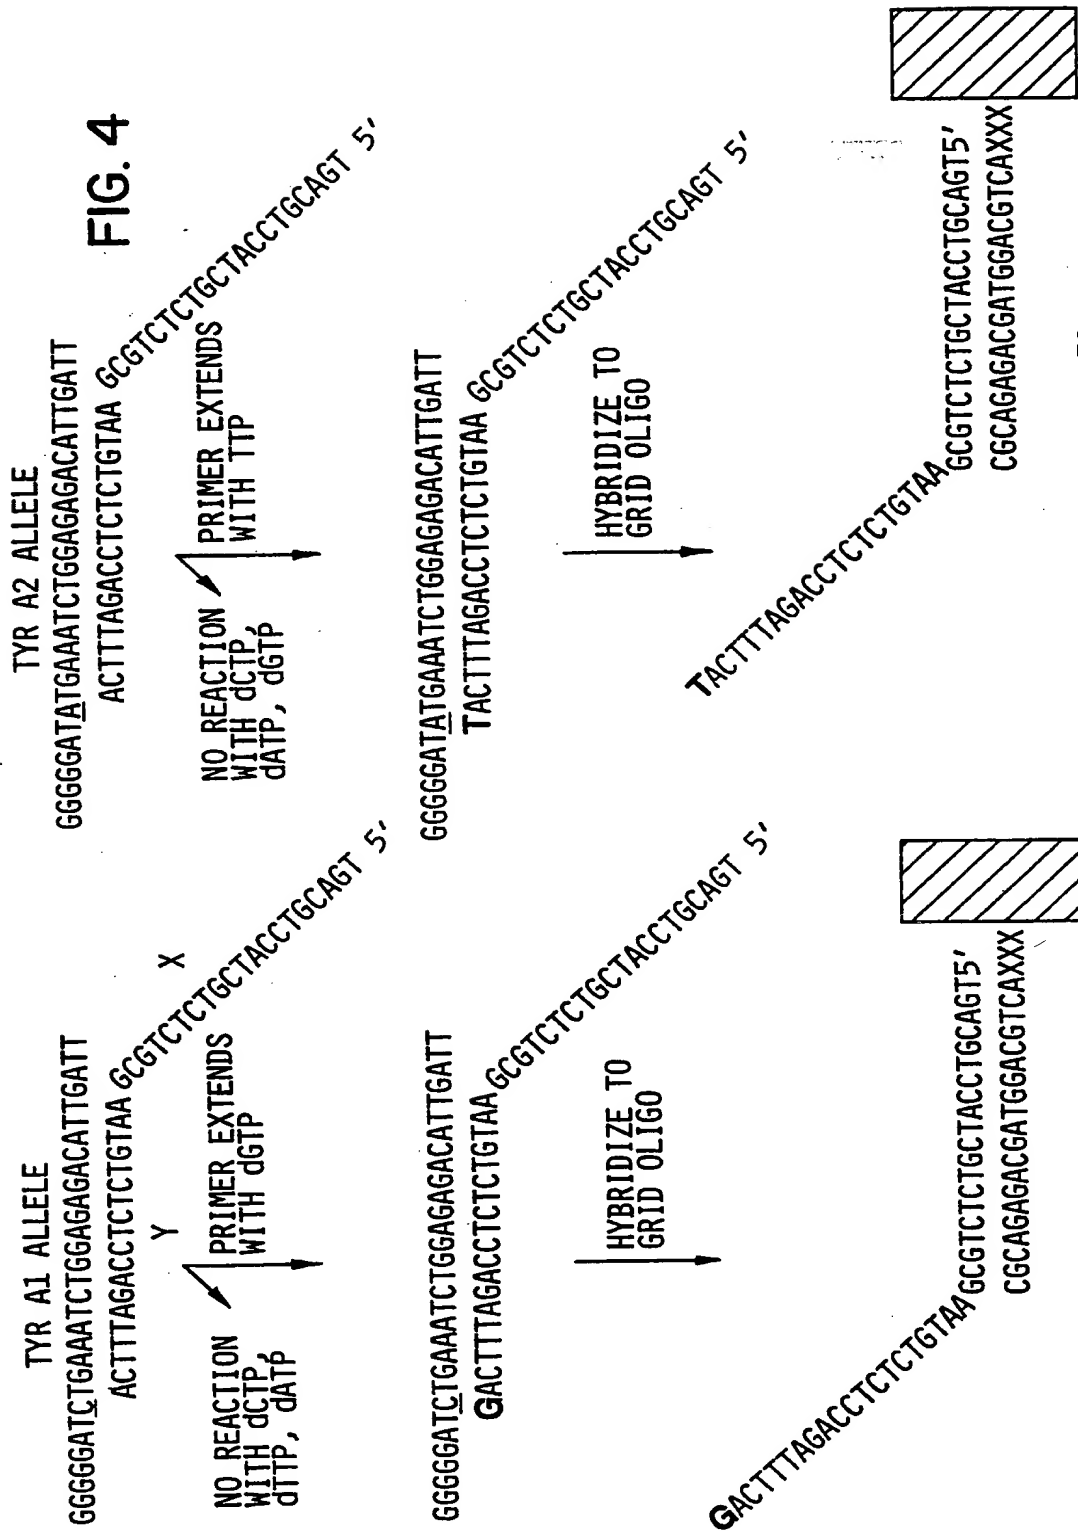 FIG. 4
TYR A1 ALLELE
GGGGGATCTGAAATCTGGAGAGACATTGATT
ACTTTAGACCTCTCTGTAA GCGTCTCTGCTACCTGCAGT 5'
Y
X
NO REACTION
WITH dCTP,
dTTP, dATP
PRIMER EXTENDS
WITH dGTP
GGGGGATCTGAAATCTGGAGAGACATTGATT
GACTTTAGACCTCTCTGTAA GCGTCTCTGCTACCTGCAGT 5'
HYBRIDIZE TO
GRID OLIGO
GACTTTAGACCTCTCTGTAA GCGTCTCTGCTACCTGCAGT5'
CGCAGAGACGATGGACGTCAXXX
TYR A2 ALLELE
GGGGGATATGAAATCTGGAGAGACATTGATT
ACTTTAGACCTCTCTGTAA GCGTCTCTGCTACCTGCAGT 5'
NO REACTION
WITH dCTP,
dATP, dGTP
PRIMER EXTENDS
WITH TTP
GGGGGATATGAAATCTGGAGAGACATTGATT
TACTTTAGACCTCTCTGTAA GCGTCTCTGCTACCTGCAGT 5'
HYBRIDIZE TO
GRID OLIGO
TACTTTAGACCTCTCTGTAA GCGTCTCTGCTACCTGCAGT5'
CGCAGAGACGATGGACGTCAXXX